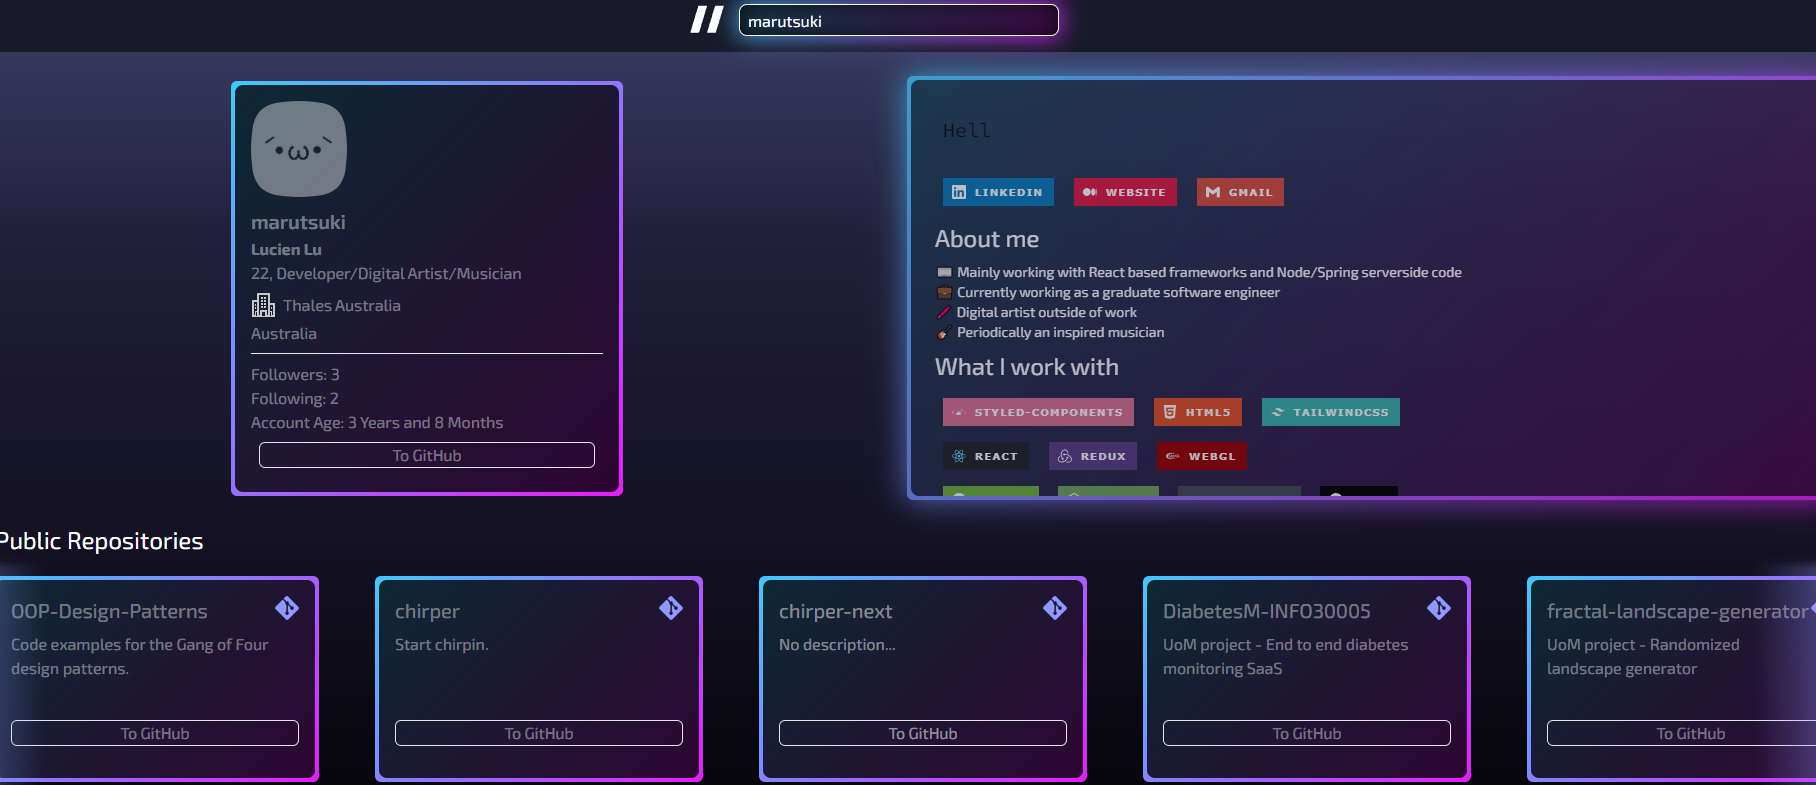 marutsuki
marutsuki
Lucien Lu
22, Developer/Digital Artist/Musician
Thales Australia
Australia
Followers: 3
Following: 2
Account Age: 3 Years and 8 Months
To GitHub
Hell
LINKEDIN WEBSITE GMAIL
About me
Mainly working with React based frameworks and Node/Spring serverside code
Currently working as a graduate software engineer
Digital artist outside of work
Periodically an inspired musician
What I work with
STYLED-COMPONENTS HTML5 TAILWINDCSS
REACT REDUX WEBGL
Public Repositories
OOP-Design-Patterns
Code examples for the Gang of Four
design patterns.
To GitHub
chirper
Start chirpin.
To GitHub
chirper-next
No description...
To GitHub
DiabetesM-INFO30005
UoM project - End to end diabetes
monitoring SaaS
To GitHub
fractal-landscape-generator
UoM project - Randomized
landscape generator
To GitHub